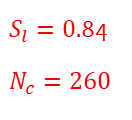 S_l = 0.84
N_c = 260